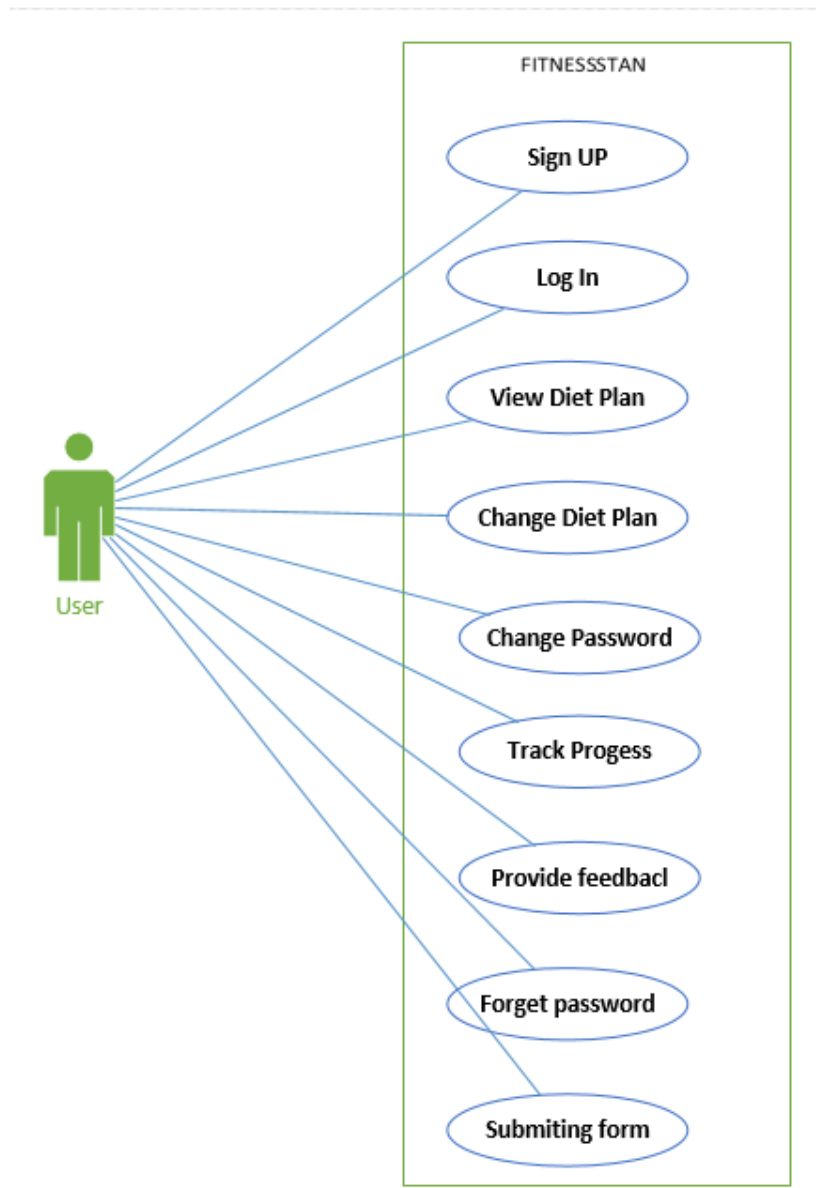 FITNESSSTAN
Sign UP
Log In
View Diet Plan
Change Diet Plan
Change Password
User
Track Progess
Provide feedbacl
Forget password
Submiting form